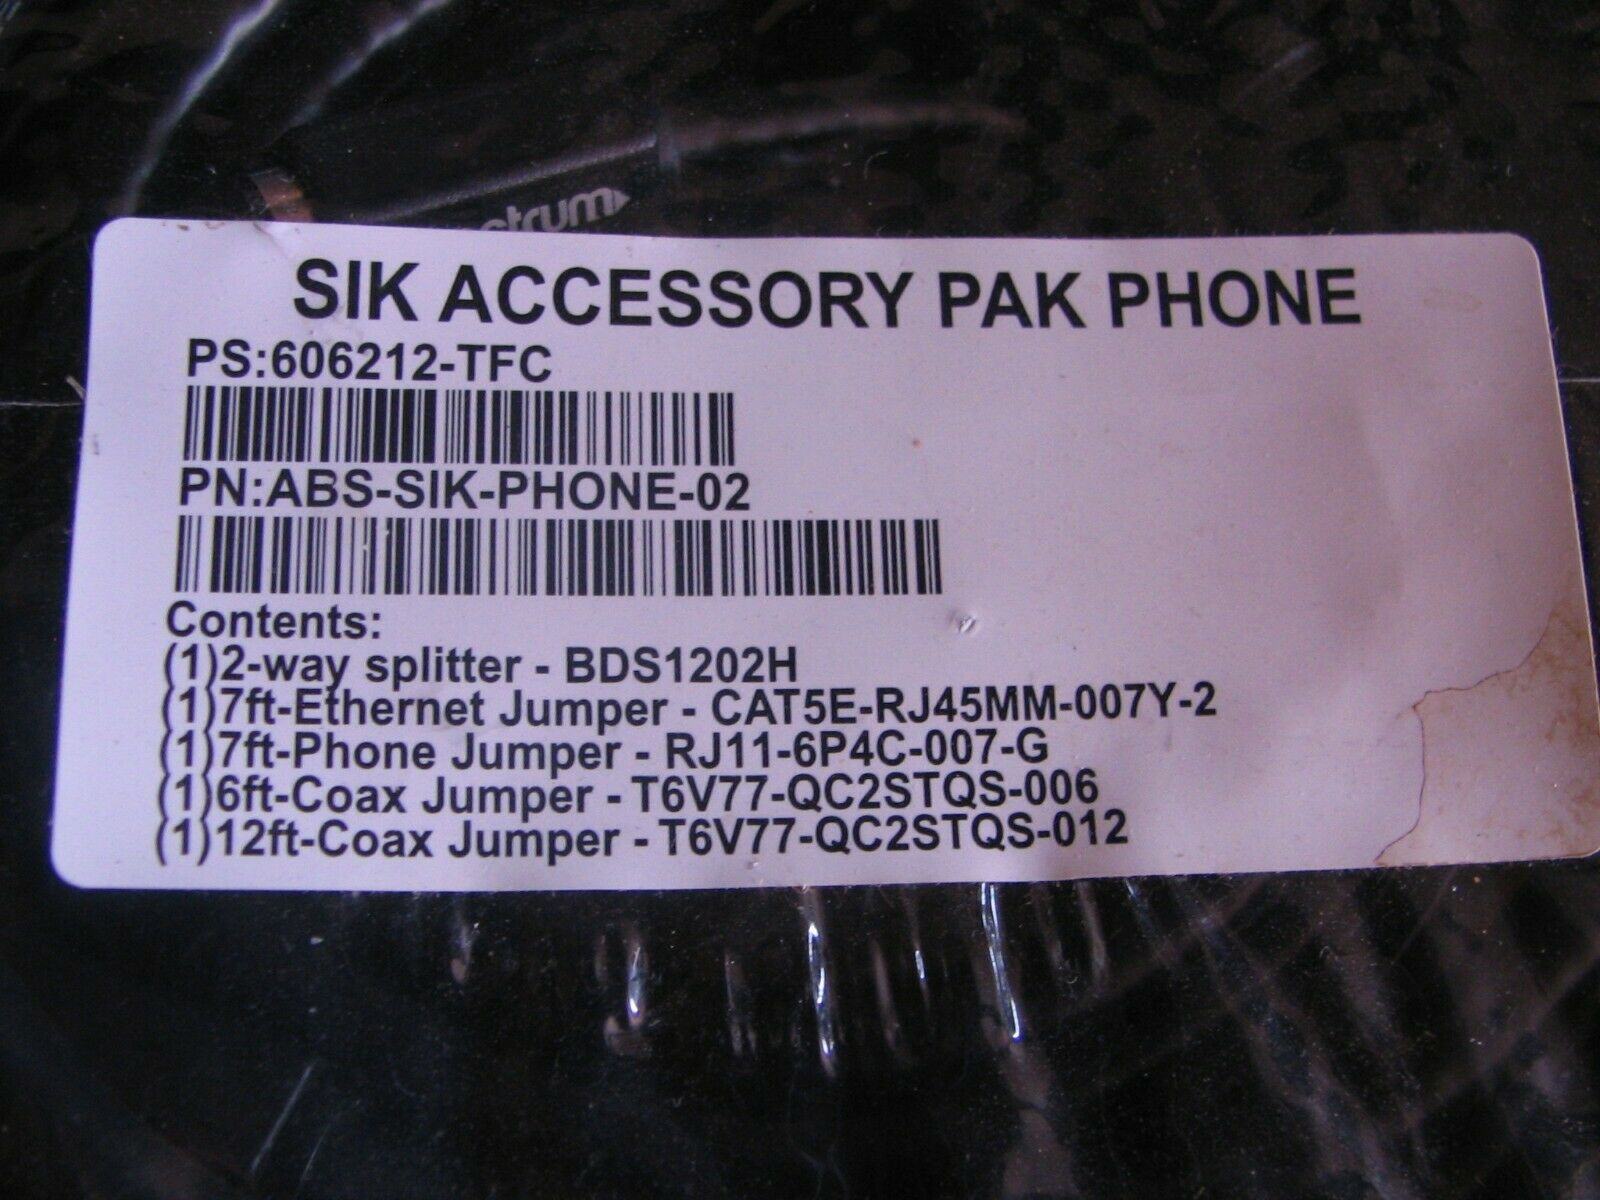 SIK ACCESSORY PAK PHONE
PS:606212-TFC
PN:ABS-SIK-PHONE-02
Contents:
(1)2-way splitter - BDS1202H
(1)7ft-Ethernet Jumper - CAT5E-RJ45MM-007Y-2
(1)7ft-Phone Jumper - RJ11-6P4C-007-G
(1)6ft-Coax Jumper - T6V77-QC2STQS-006
(1)12ft-Coax Jumper - T6V77-QC2STQS-012